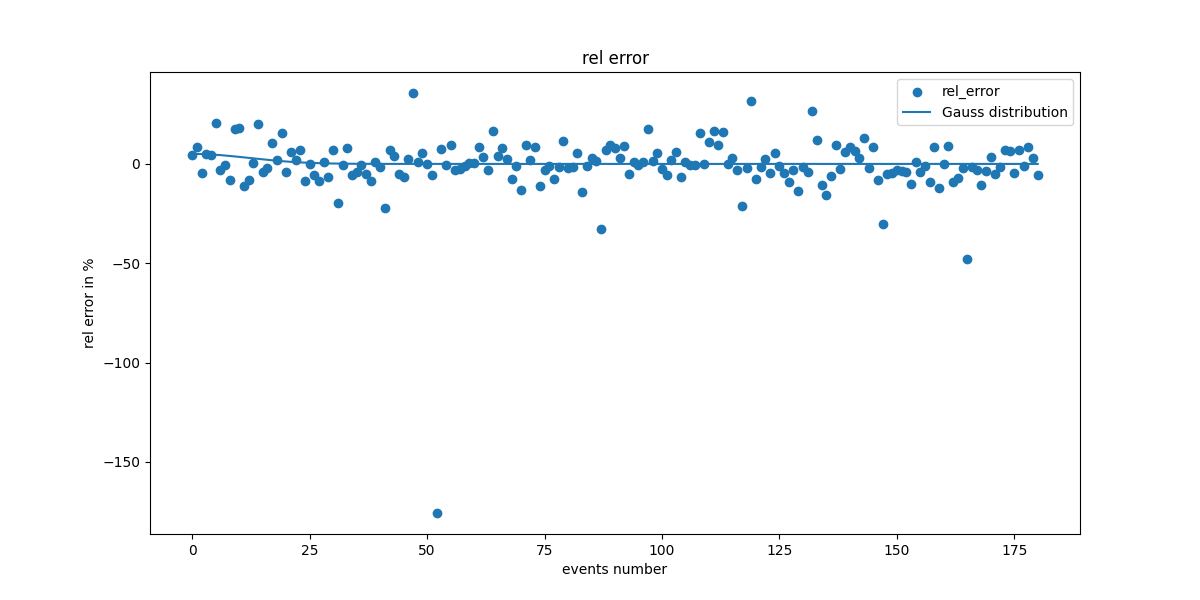 rel error
rel_error
Gauss distribution
rel error in %
0
−50
−100
−150
0
25
50
75
100
125
150
175
events number